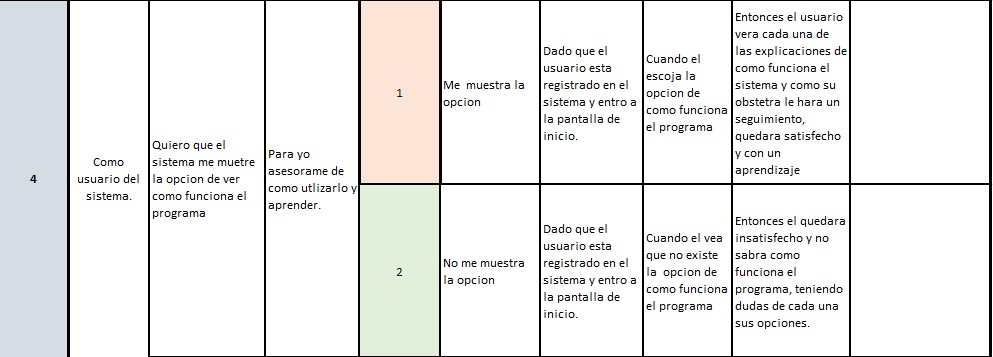 4
Como
usuario del
sistema.
Quiero que el
sistema me muetre
la opcion de ver
como funciona el
programa
Para yo
asesorame de
como utlizarlo y
aprender.
1
Me  muestra la
opcion
Dado que el
usuario esta
registrado en el
sistema y entro a
la pantalla de
inicio.
Cuando el
escoja la
opcion de
como funciona
el programa
Entonces el usuario
vera cada una de
las explicaciones de
como funciona el
sistema y como su
obstetra le hara un
seguimiento,
quedara satisfecho
y con un
aprendizaje
2
No me muestra
la opcion
Dado que el
usuario esta
registrado en el
sistema y entro a
la pantalla de
inicio.
Cuando el vea
que no existe
la  opcion de
como funciona
el programa
Entonces el quedara
insatisfecho y no
sabra como
funciona el
programa, teniendo
dudas de cada una
sus opciones.